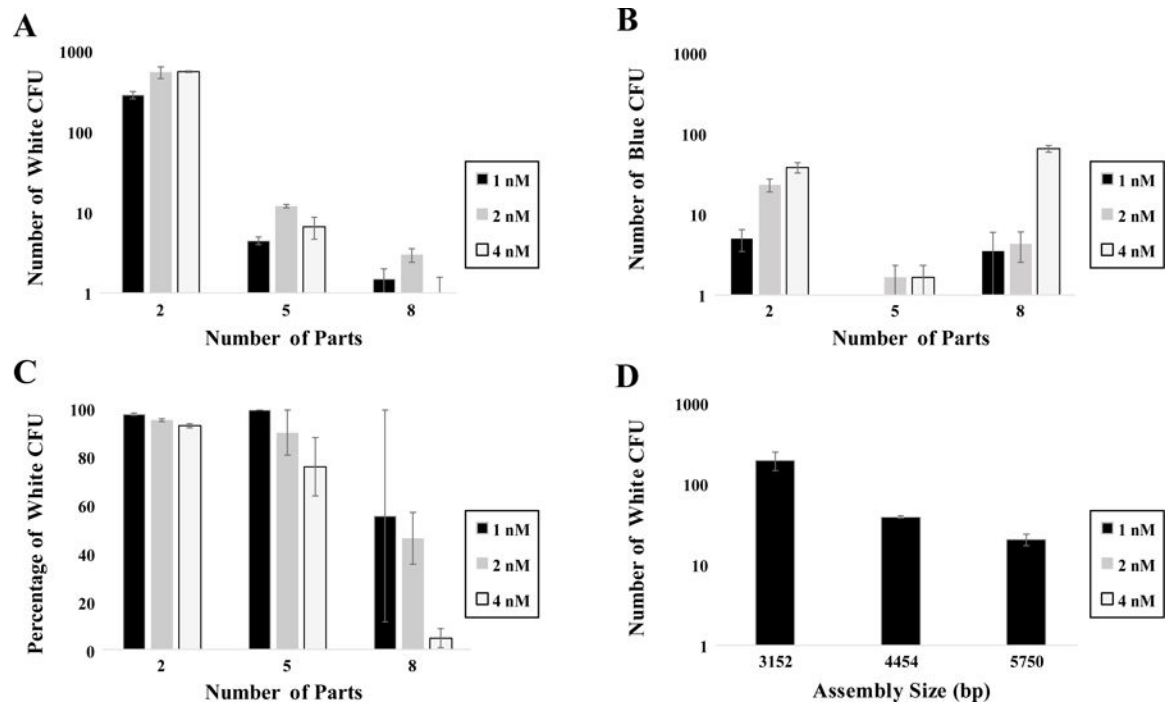 A
Number of White CFU
1000
100
10
1
2
5
8
Number of Parts
1 nM
2 nM
4 nM
B
Number of Blue CFU
1000
100
10
1
2
5
8
Number of Parts
1 nM
2 nM
4 nM
C
Percentage of White CFU
100
80
60
40
20
0
2
5
8
Number of Parts
1 nM
2 nM
4 nM
D
Number of White CFU
1000
100
10
1
3152
4454
5750
Assembly Size (bp)
1 nM
2 nM
4 nM